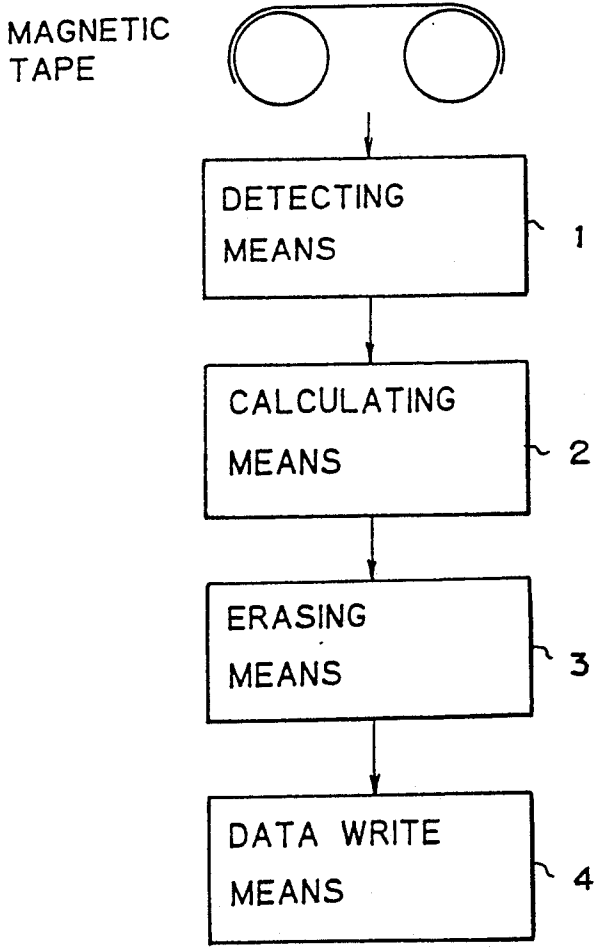 MAGNETIC
TAPE
DETECTING
MEANS
1
CALCULATING
MEANS
2
ERASING
MEANS
3
DATA WRITE
MEANS
4